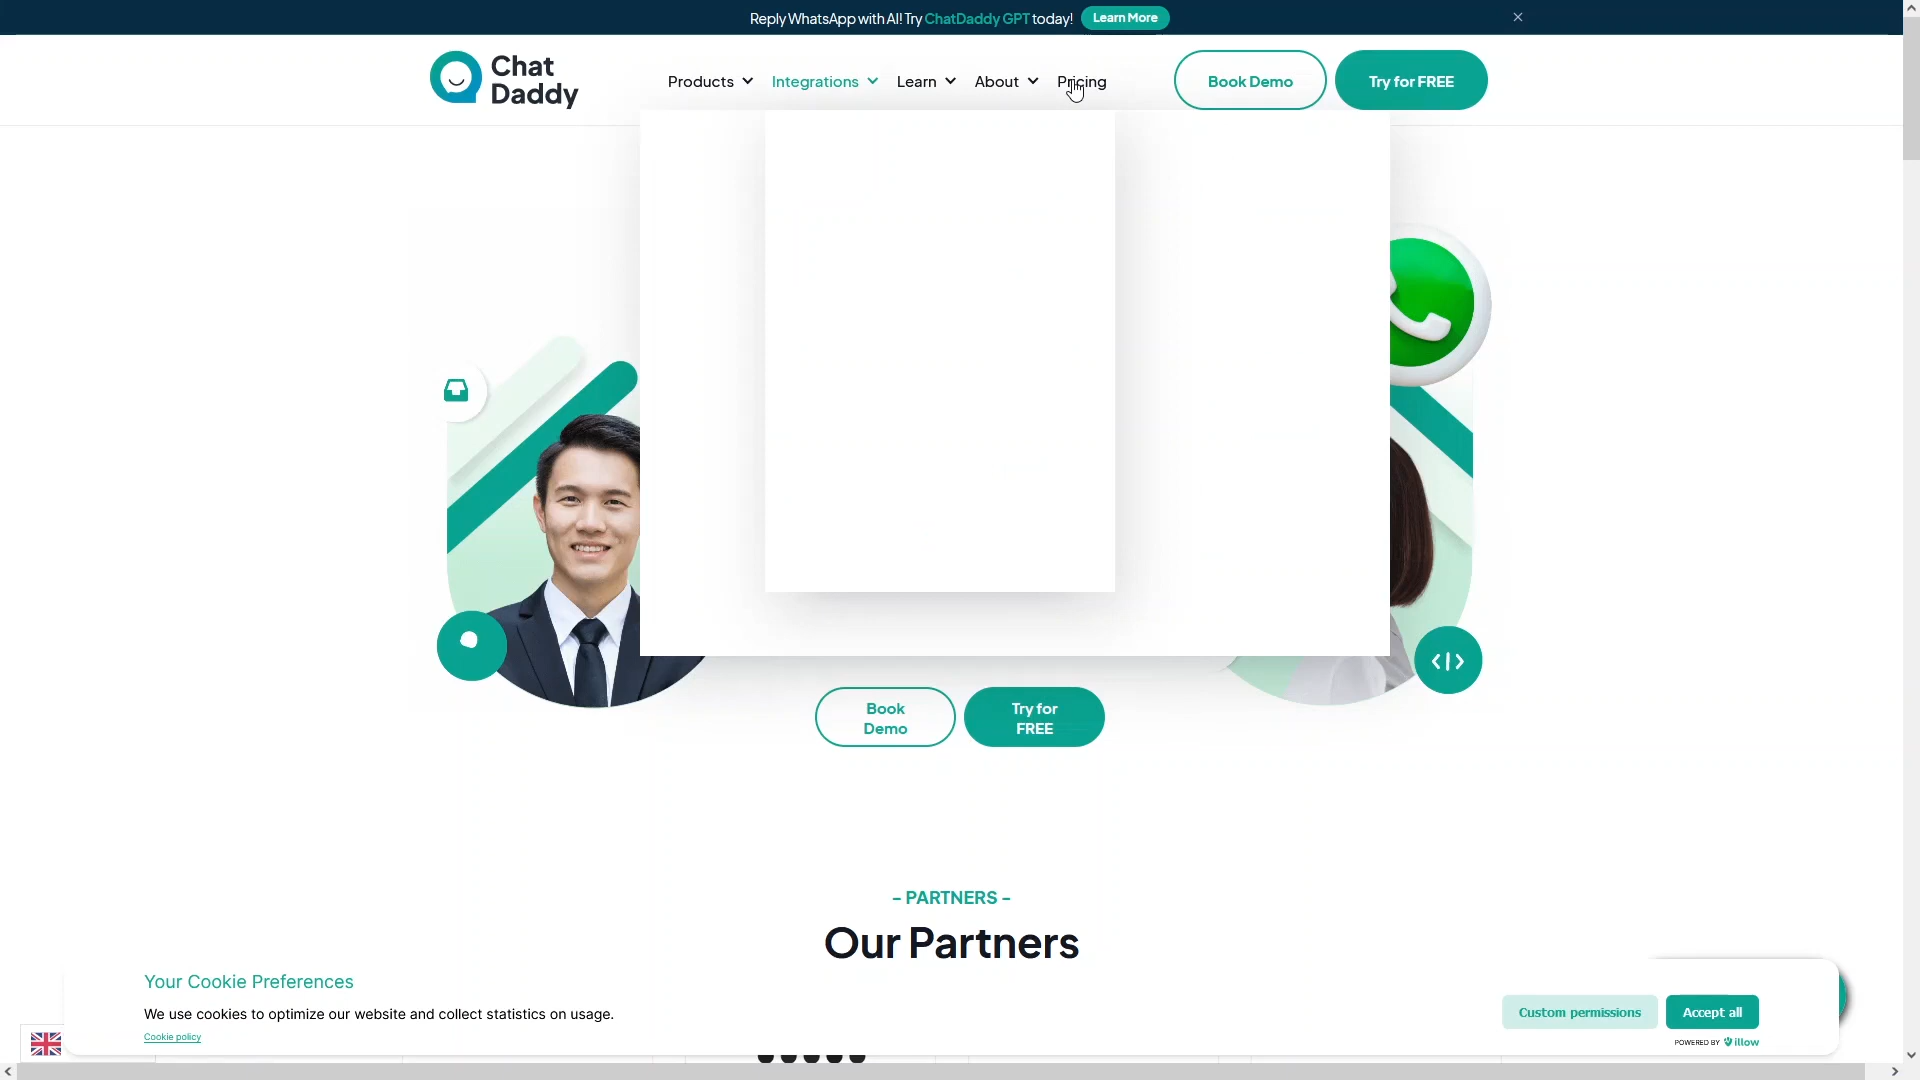 Reply WhatsApp with AI! Try ChatDaddy GPT today! Learn More
Chat
Daddy
Products
Integrations
Learn
About
Pricing
Book Demo
Try for FREE
Book
Demo
Try for
FREE
- PARTNERS -
Our Partners
Your Cookie Preferences
We use cookies to optimize our website and collect statistics on usage.
Cookie policy
Custom permissions
Accept all
POWERED BY illow